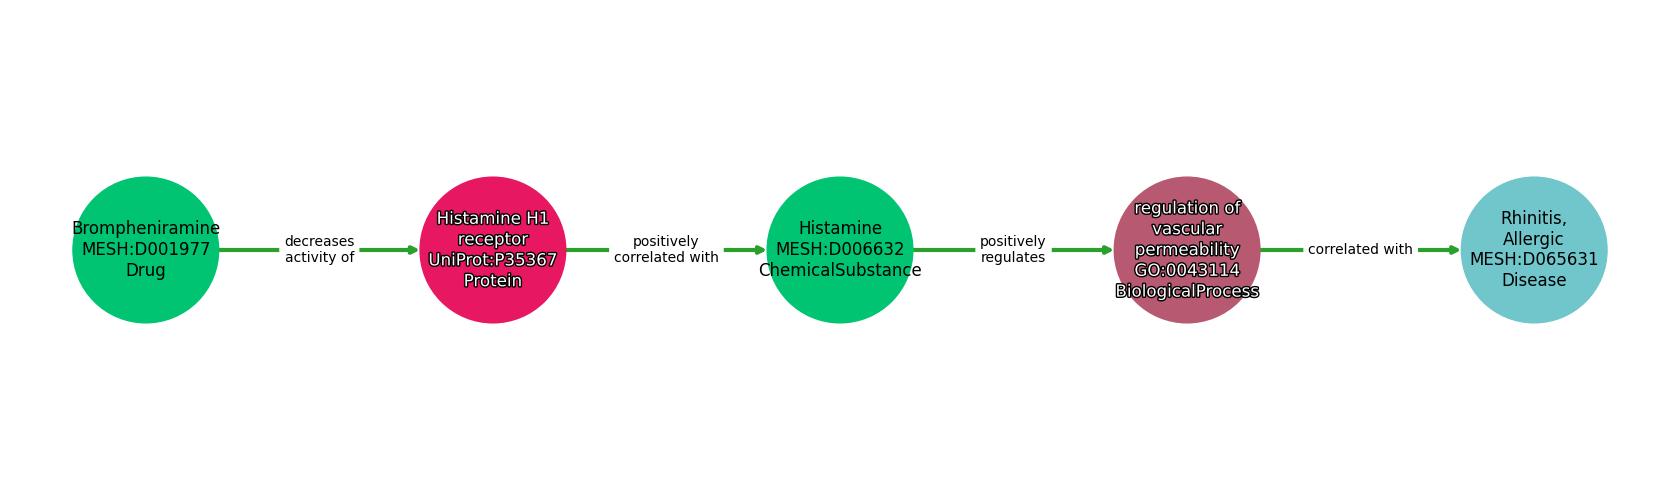 Brompheniramine
MESH:D001977
Drug
decreases
activity of
Histamine H1
receptor
UniProt:P35367
Protein
positively
correlated with
Histamine
MESH:D006632
ChemicalSubstance
positively
regulates
regulation of
vascular
permeability
GO:0043114
BiologicalProcess
correlated with
Rhinitis,
Allergic
MESH:D065631
Disease